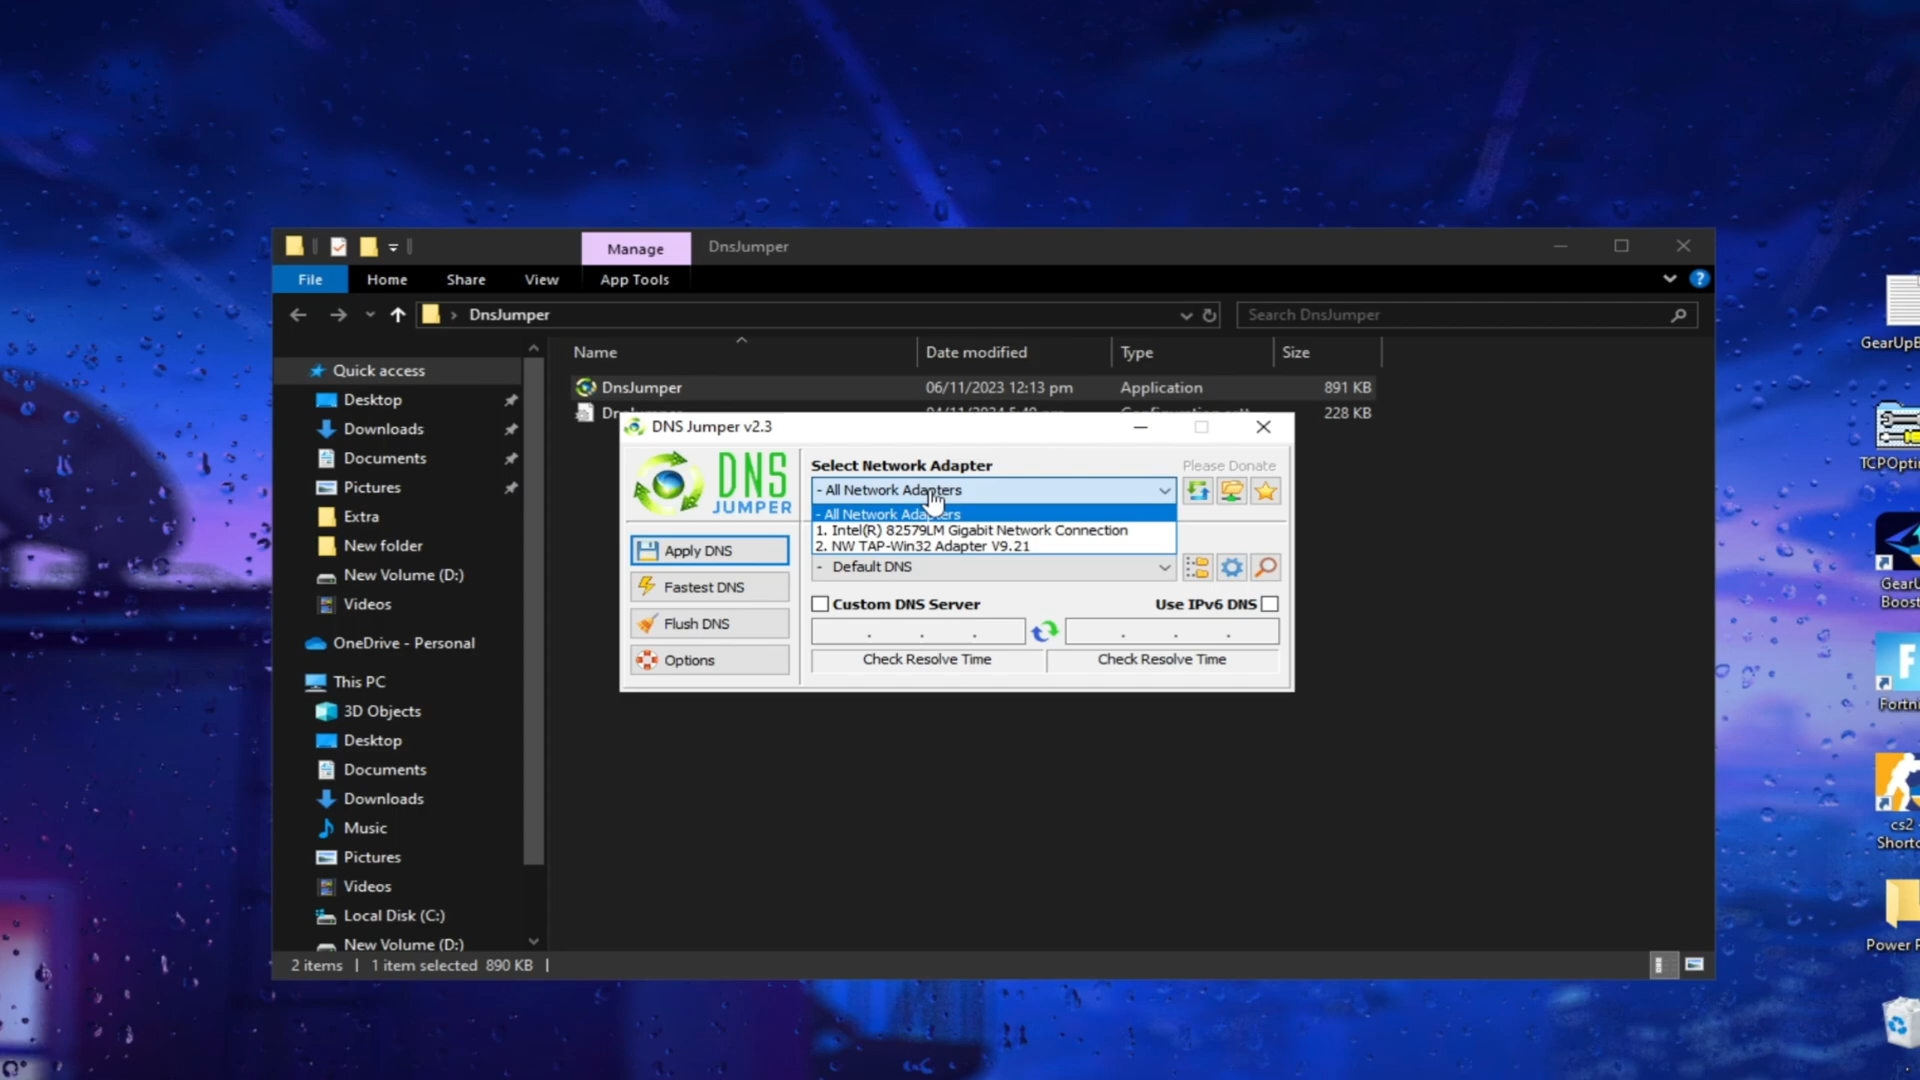 Manage
DnsJumper
File
Home
Share
View
App Tools
DnsJumper
Search DnsJumper
Name
Date modified
Type
Size
Quick access
Desktop
Downloads
Documents
Pictures
Extra
New folder
New Volume (D:)
Videos
OneDrive - Personal
This PC
3D Objects
Desktop
Documents
Downloads
Music
Pictures
Videos
Local Disk (C:)
New Volume (D:)
DnsJumper
06/11/2023 12:13 pm
Application
891 KB
228 KB
DNS Jumper v2.3
DNS
JUMPER
Apply DNS
Fastest DNS
Flush DNS
Options
Select Network Adapter
Please Donate
- All Network Adapters
- All Network Adapters
1. Intel(R) 82579LM Gigabit Network Connection
2. NW TAP-Win32 Adapter V9.21
- Default DNS
Custom DNS Server
Use IPv6 DNS
. . .
. . .
Check Resolve Time
Check Resolve Time
2 items
1 item selected 890 KB
GearUpB
TCPOpti
GearU
Boost
Fortni
cs2 -
Shortc
Power